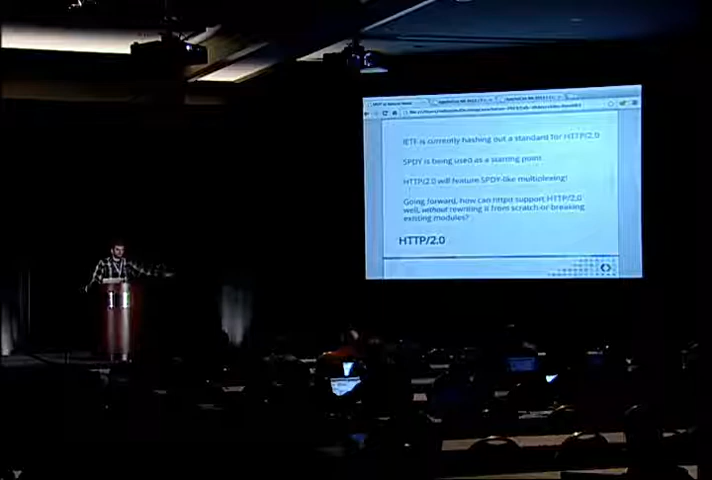 IETF is currently hashing out a standard for HTTP/2.0
SPDY is being used as a starting point
HTTP/2.0 will feature SPDY-like multiplexing!
Going forward, how can httpd support HTTP/2.0
well, without rewriting it from scratch or breaking
existing modules?
HTTP/2.0